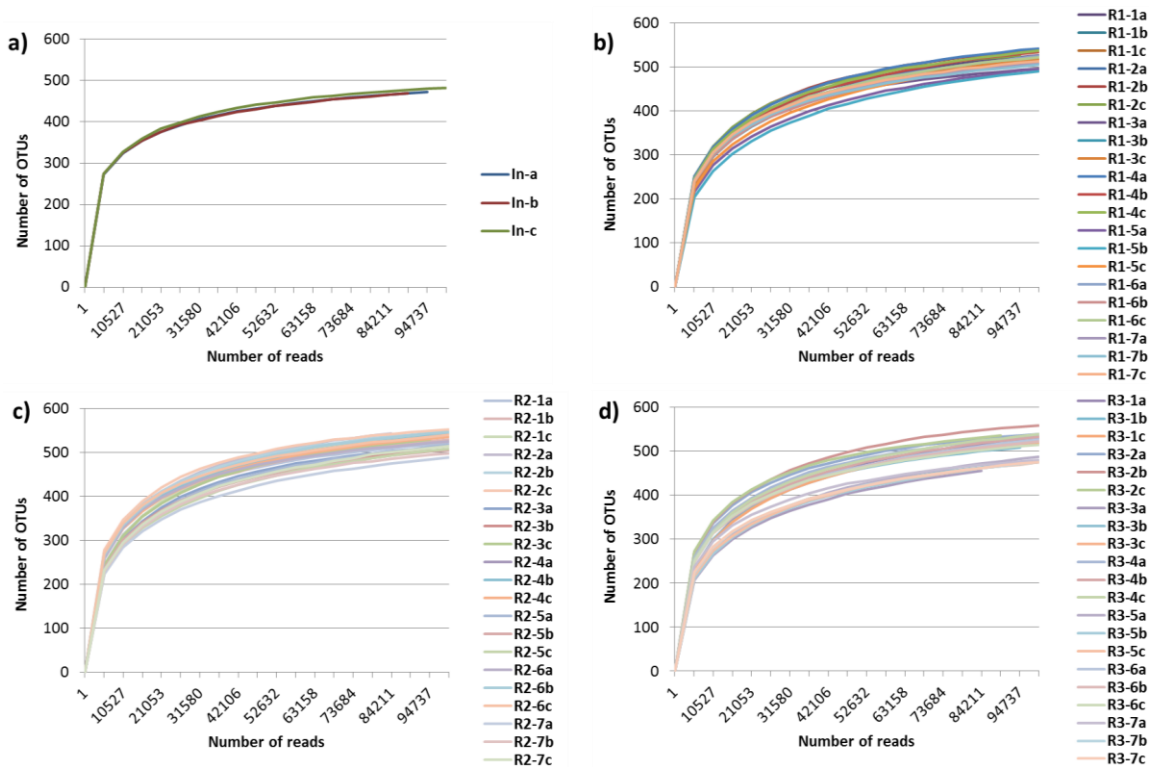 a)
600
500
400
300
200
100
0
Number of OTUs
1
10527
21053
31580
42106
52632
63158
73684
84211
94737
Number of reads
In-a
In-b
In-c
b)
600
500
400
300
200
100
0
Number of OTUs
1
10527
21053
31580
42106
52632
63158
73684
84211
94737
Number of reads
R1-1a
R1-1b
R1-1c
R1-2a
R1-2b
R1-2c
R1-3a
R1-3b
R1-3c
R1-4a
R1-4b
R1-4c
R1-5a
R1-5b
R1-5c
R1-6a
R1-6b
R1-6c
R1-7a
R1-7b
R1-7c
c)
600
500
400
300
200
100
0
Number of OTUs
1
10527
21053
31580
42106
52632
63158
73684
84211
94737
Number of reads
R2-1a
R2-1b
R2-1c
R2-2a
R2-2b
R2-2c
R2-3a
R2-3b
R2-3c
R2-4a
R2-4b
R2-4c
R2-5a
R2-5b
R2-5c
R2-6a
R2-6b
R2-6c
R2-7a
R2-7b
R2-7c
d)
600
500
400
300
200
100
0
Number of OTUs
1
10527
21053
31580
42106
52632
63158
73684
84211
94737
Number of reads
R3-1a
R3-1b
R3-1c
R3-2a
R3-2b
R3-2c
R3-3a
R3-3b
R3-3c
R3-4a
R3-4b
R3-4c
R3-5a
R3-5b
R3-5c
R3-6a
R3-6b
R3-6c
R3-7a
R3-7b
R3-7c